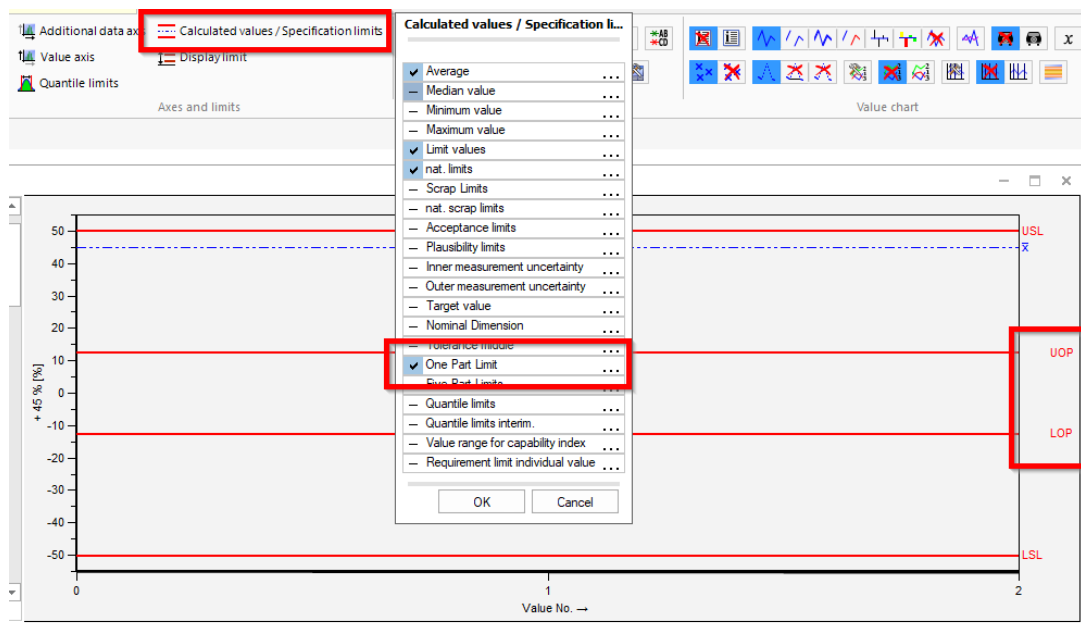 Additional data axis
Calculated values / Specification limits
Value axis
Display limit
Quantile limits
Axes and limits
Calculated values / Specification li...
*AB
*CD
x
Value chart
Average ...
Median value ...
Minimum value ...
Maximum value ...
Limit values ...
nat. limits ...
Scrap Limits ...
nat. scrap limits ...
Acceptance limits ...
Plausibility limits ...
Inner measurement uncertainty ...
Outer measurement uncertainty ...
Target value ...
Nominal Dimension ...
Tolerance middle ...
One Part Limit ...
Five Part Limits ...
Quantile limits ...
Quantile limits interim. ...
Value range for capability index ...
Requirement limit individual value ...
OK
Cancel
+ 45 % [%]
50
40
30
20
10
0
-10
-20
-30
-40
-50
USL
x̅
UOP
LOP
LSL
0
1
2
Value No. →